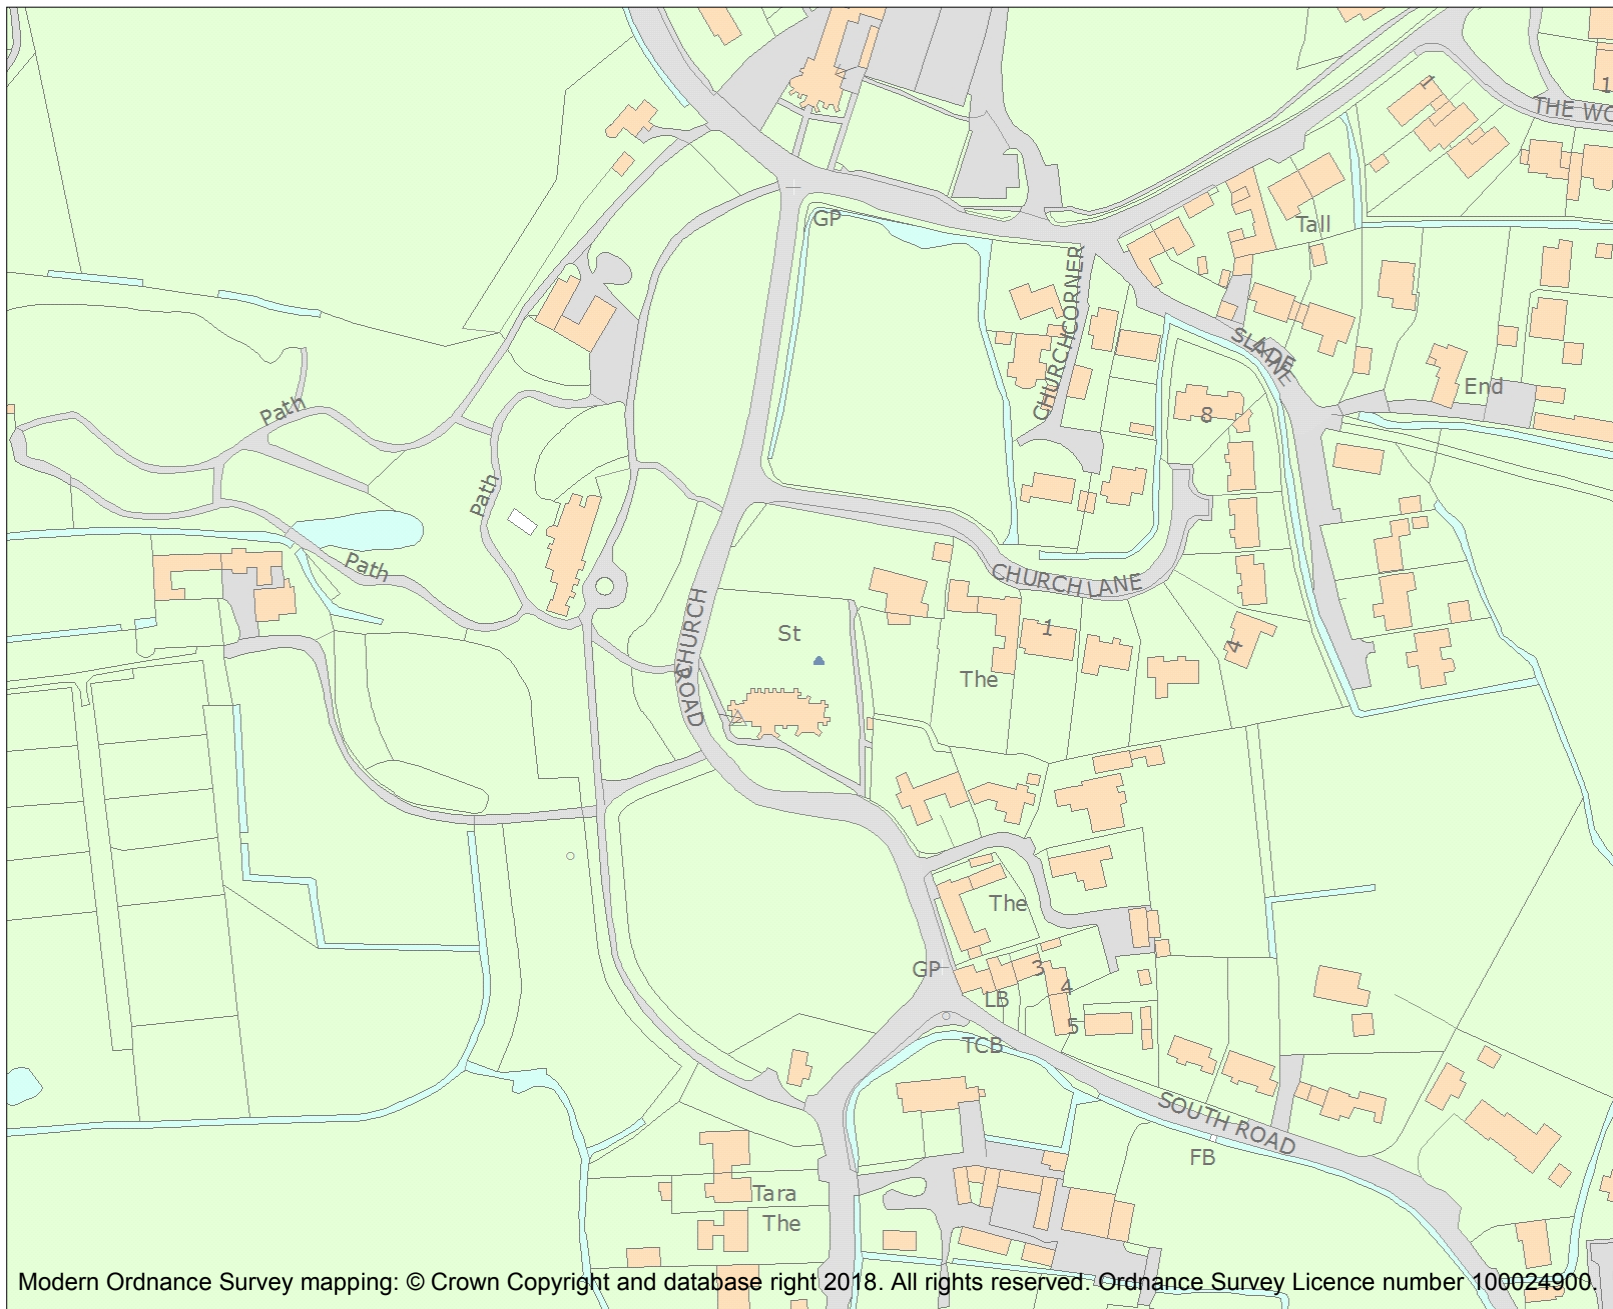 1
1
THE WO
GP
Tall
CHURCHCORNER
SLADE
LANE
End
Path
8
Path
Path
CHURCH LANE
CHURCH
ROAD
St
1
4
The
The
GP
3
4
LB
5
TCB
SOUTH ROAD
FB
Tara
The
Modern Ordnance Survey mapping: © Crown Copyright and database right 2018. All rights reserved. Ordnance Survey Licence number 100024900.